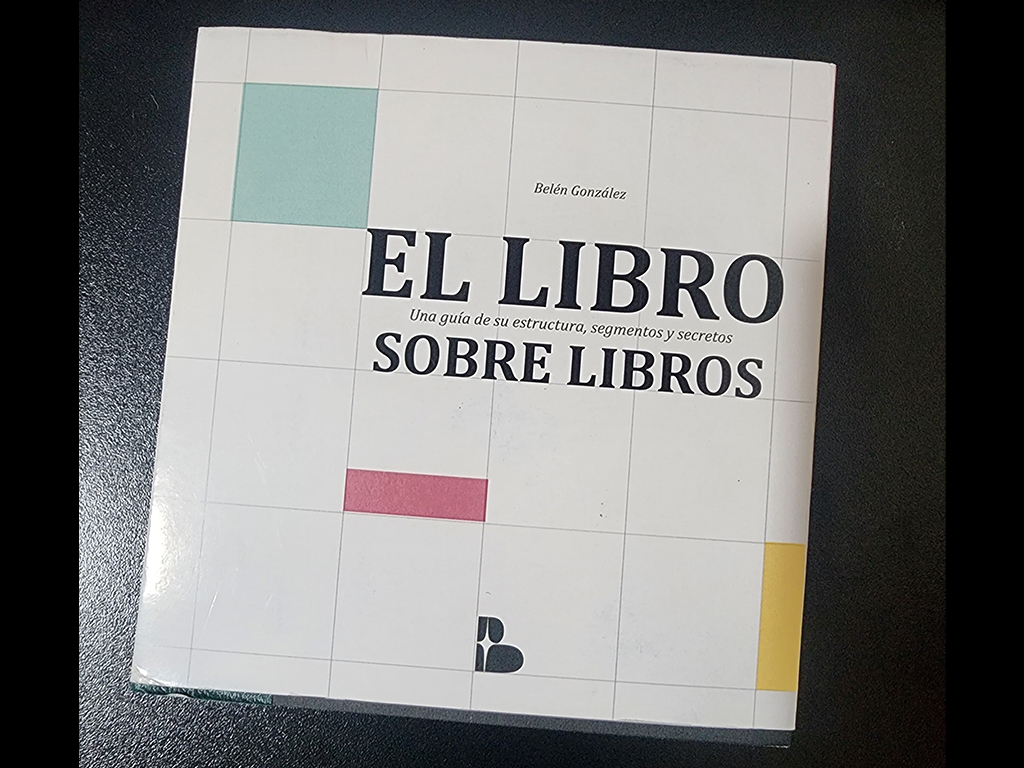 Belén González
EL LIBRO
Una guía de su estructura, segmentos y secretos
SOBRE LIBROS
B